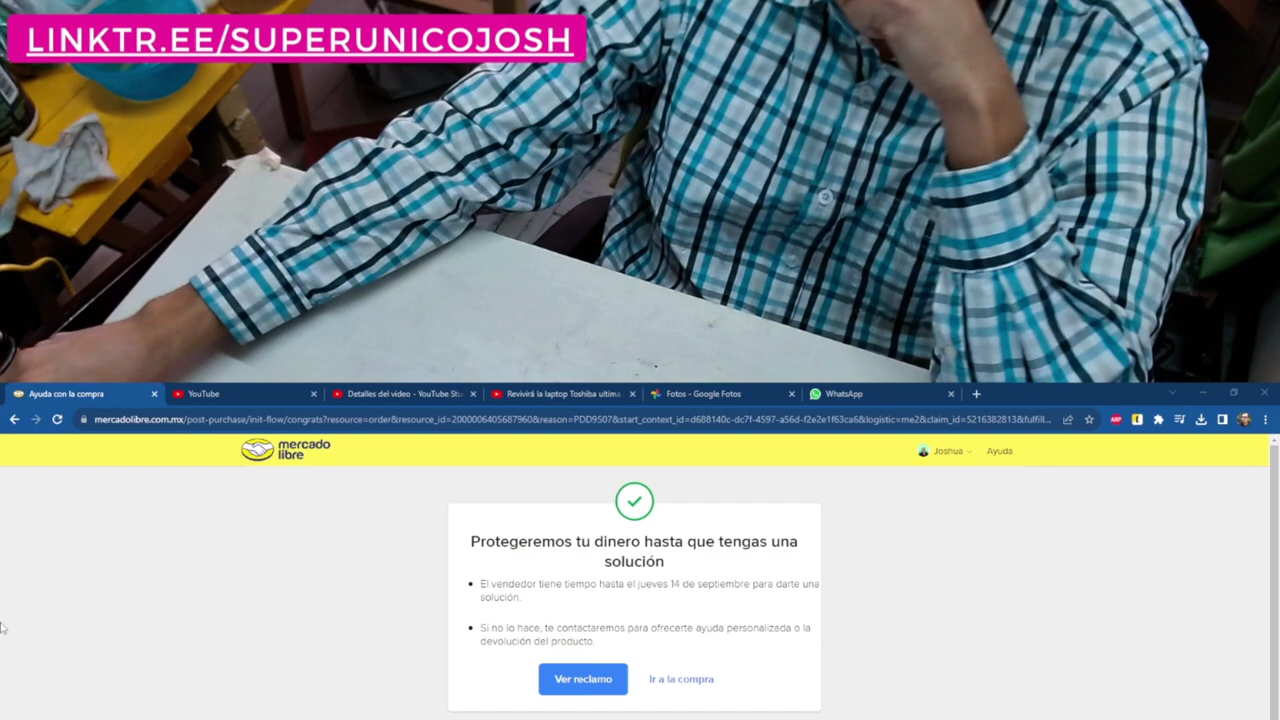 LINKTR.EE/SUPERUNICOJOSH
Ayuda con la compra
YouTube
Detalles del video - YouTube Stu
Revivirá la laptop Toshiba ultima
Fotos - Google Fotos
WhatsApp
mercadolibre.com.mx/post-purchase/init-flow/congrats?resource=order&resource_id=2000006405687960&reason=PDD9507&start_context_id=d688140c-dc7f-4597-a56d-f2e2e1f63ca6&logistic=me2&claim_id=5216382813&fulfill...
mercado
libre
Joshua
Ayuda
Protegeremos tu dinero hasta que tengas una
solución
El vendedor tiene tiempo hasta el jueves 14 de septiembre para darte una
solución.
Si no lo hace, te contactaremos para ofrecerte ayuda personalizada o la
devolución del producto.
Ver reclamo
Ir a la compra